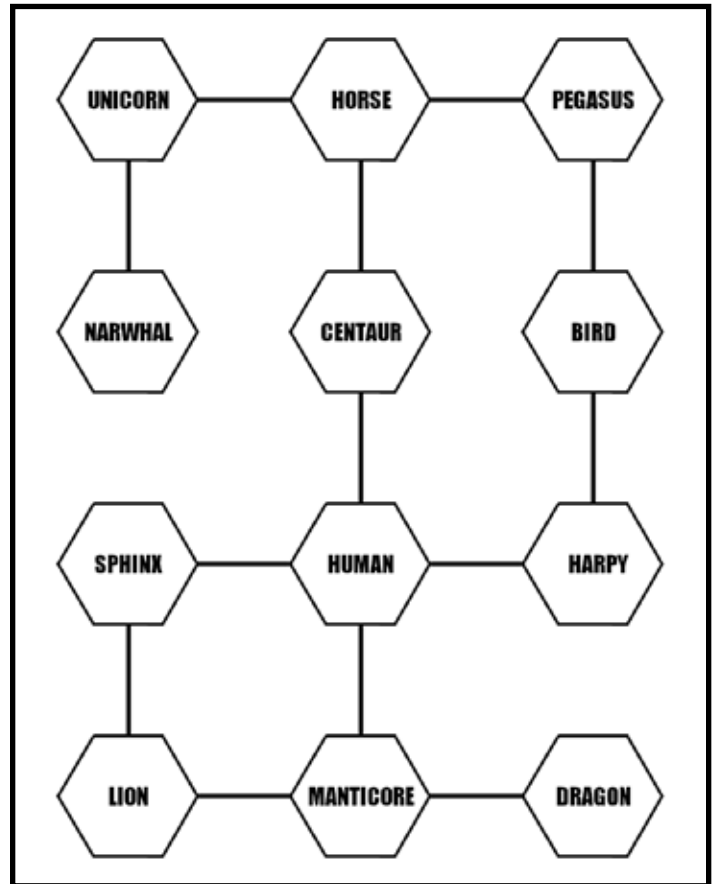 UNICORN
HORSE
PEGASUS
NARWHAL
CENTAUR
BIRD
SPHINX
HUMAN
HARPY
LION
MANTICORE
DRAGON